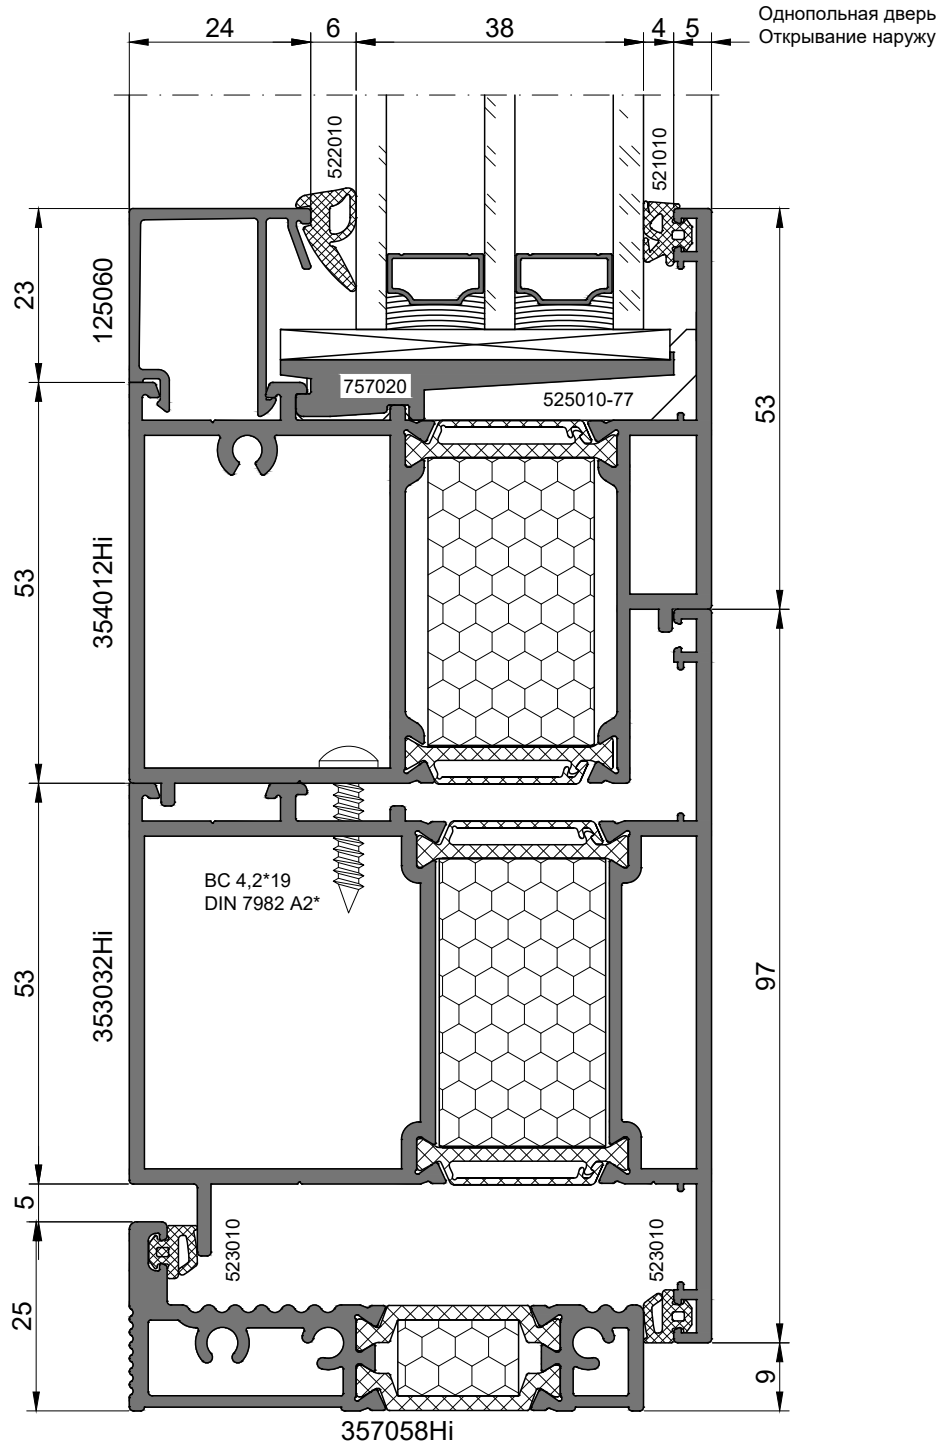 Однопольная дверь
Открывание наружу
24
6
38
4
5
522010
521010
23
125060
757020
525010-77
53
53
354012Hi
BC 4,2*19
DIN 7982 A2*
53
353032Hi
97
5
523010
523010
25
9
357058Hi